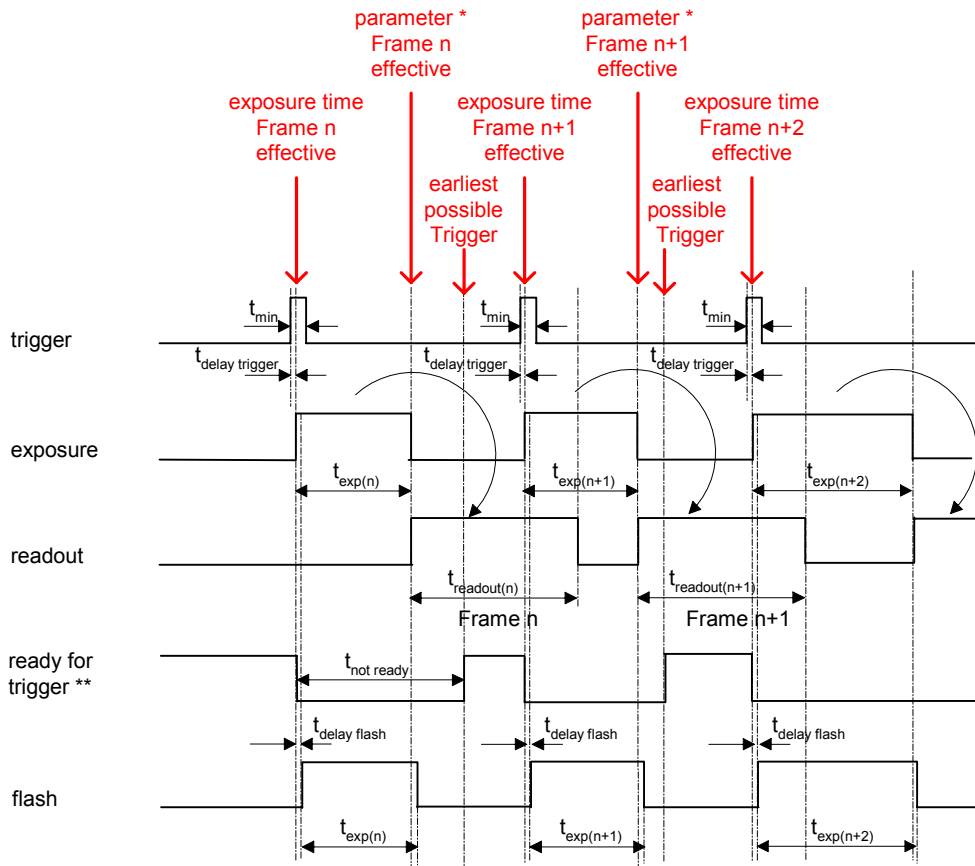 parameter *
Frame n
effective
parameter *
Frame n+1
effective
exposure time
Frame n
effective
exposure time
Frame n+1
effective
exposure time
Frame n+2
effective
earliest
possible
Trigger
earliest
possible
Trigger
trigger
tmin
tmin
tmin
tdelay trigger
tdelay trigger
tdelay trigger
exposure
texp(n)
texp(n+1)
texp(n+2)
readout
treadout(n)
treadout(n+1)
Frame n
Frame n+1
ready for
trigger **
tnot ready
tdelay flash
tdelay flash
tdelay flash
flash
texp(n)
texp(n+1)
texp(n+2)